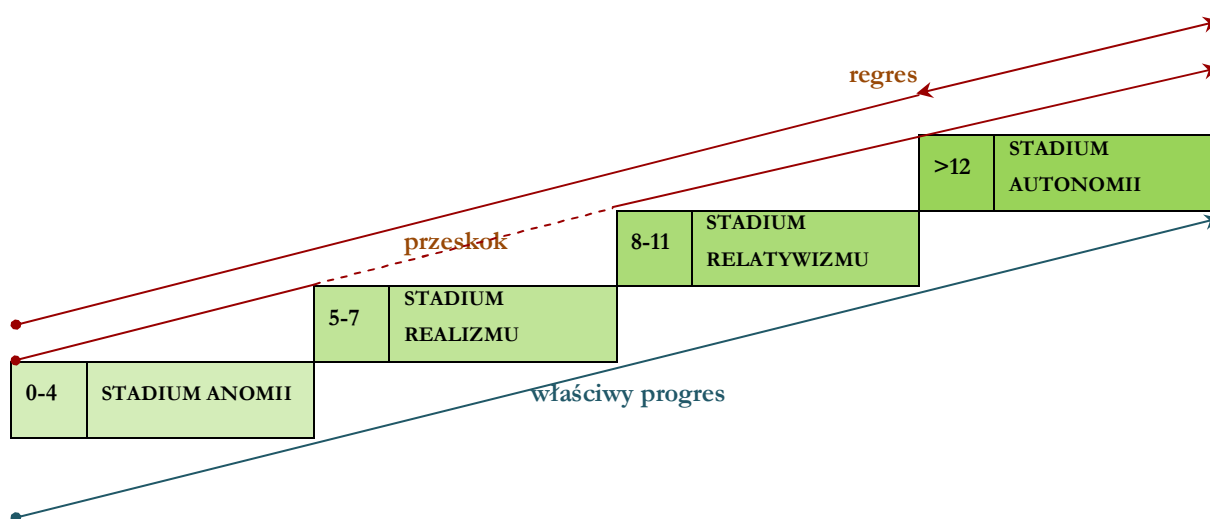 regres
>12
STADIUM
AUTONOMII
przeskok
8-11
STADIUM
RELATYWIZMU
5-7
STADIUM
REALIZMU
0-4
STADIUM ANOMII
właściwy progres